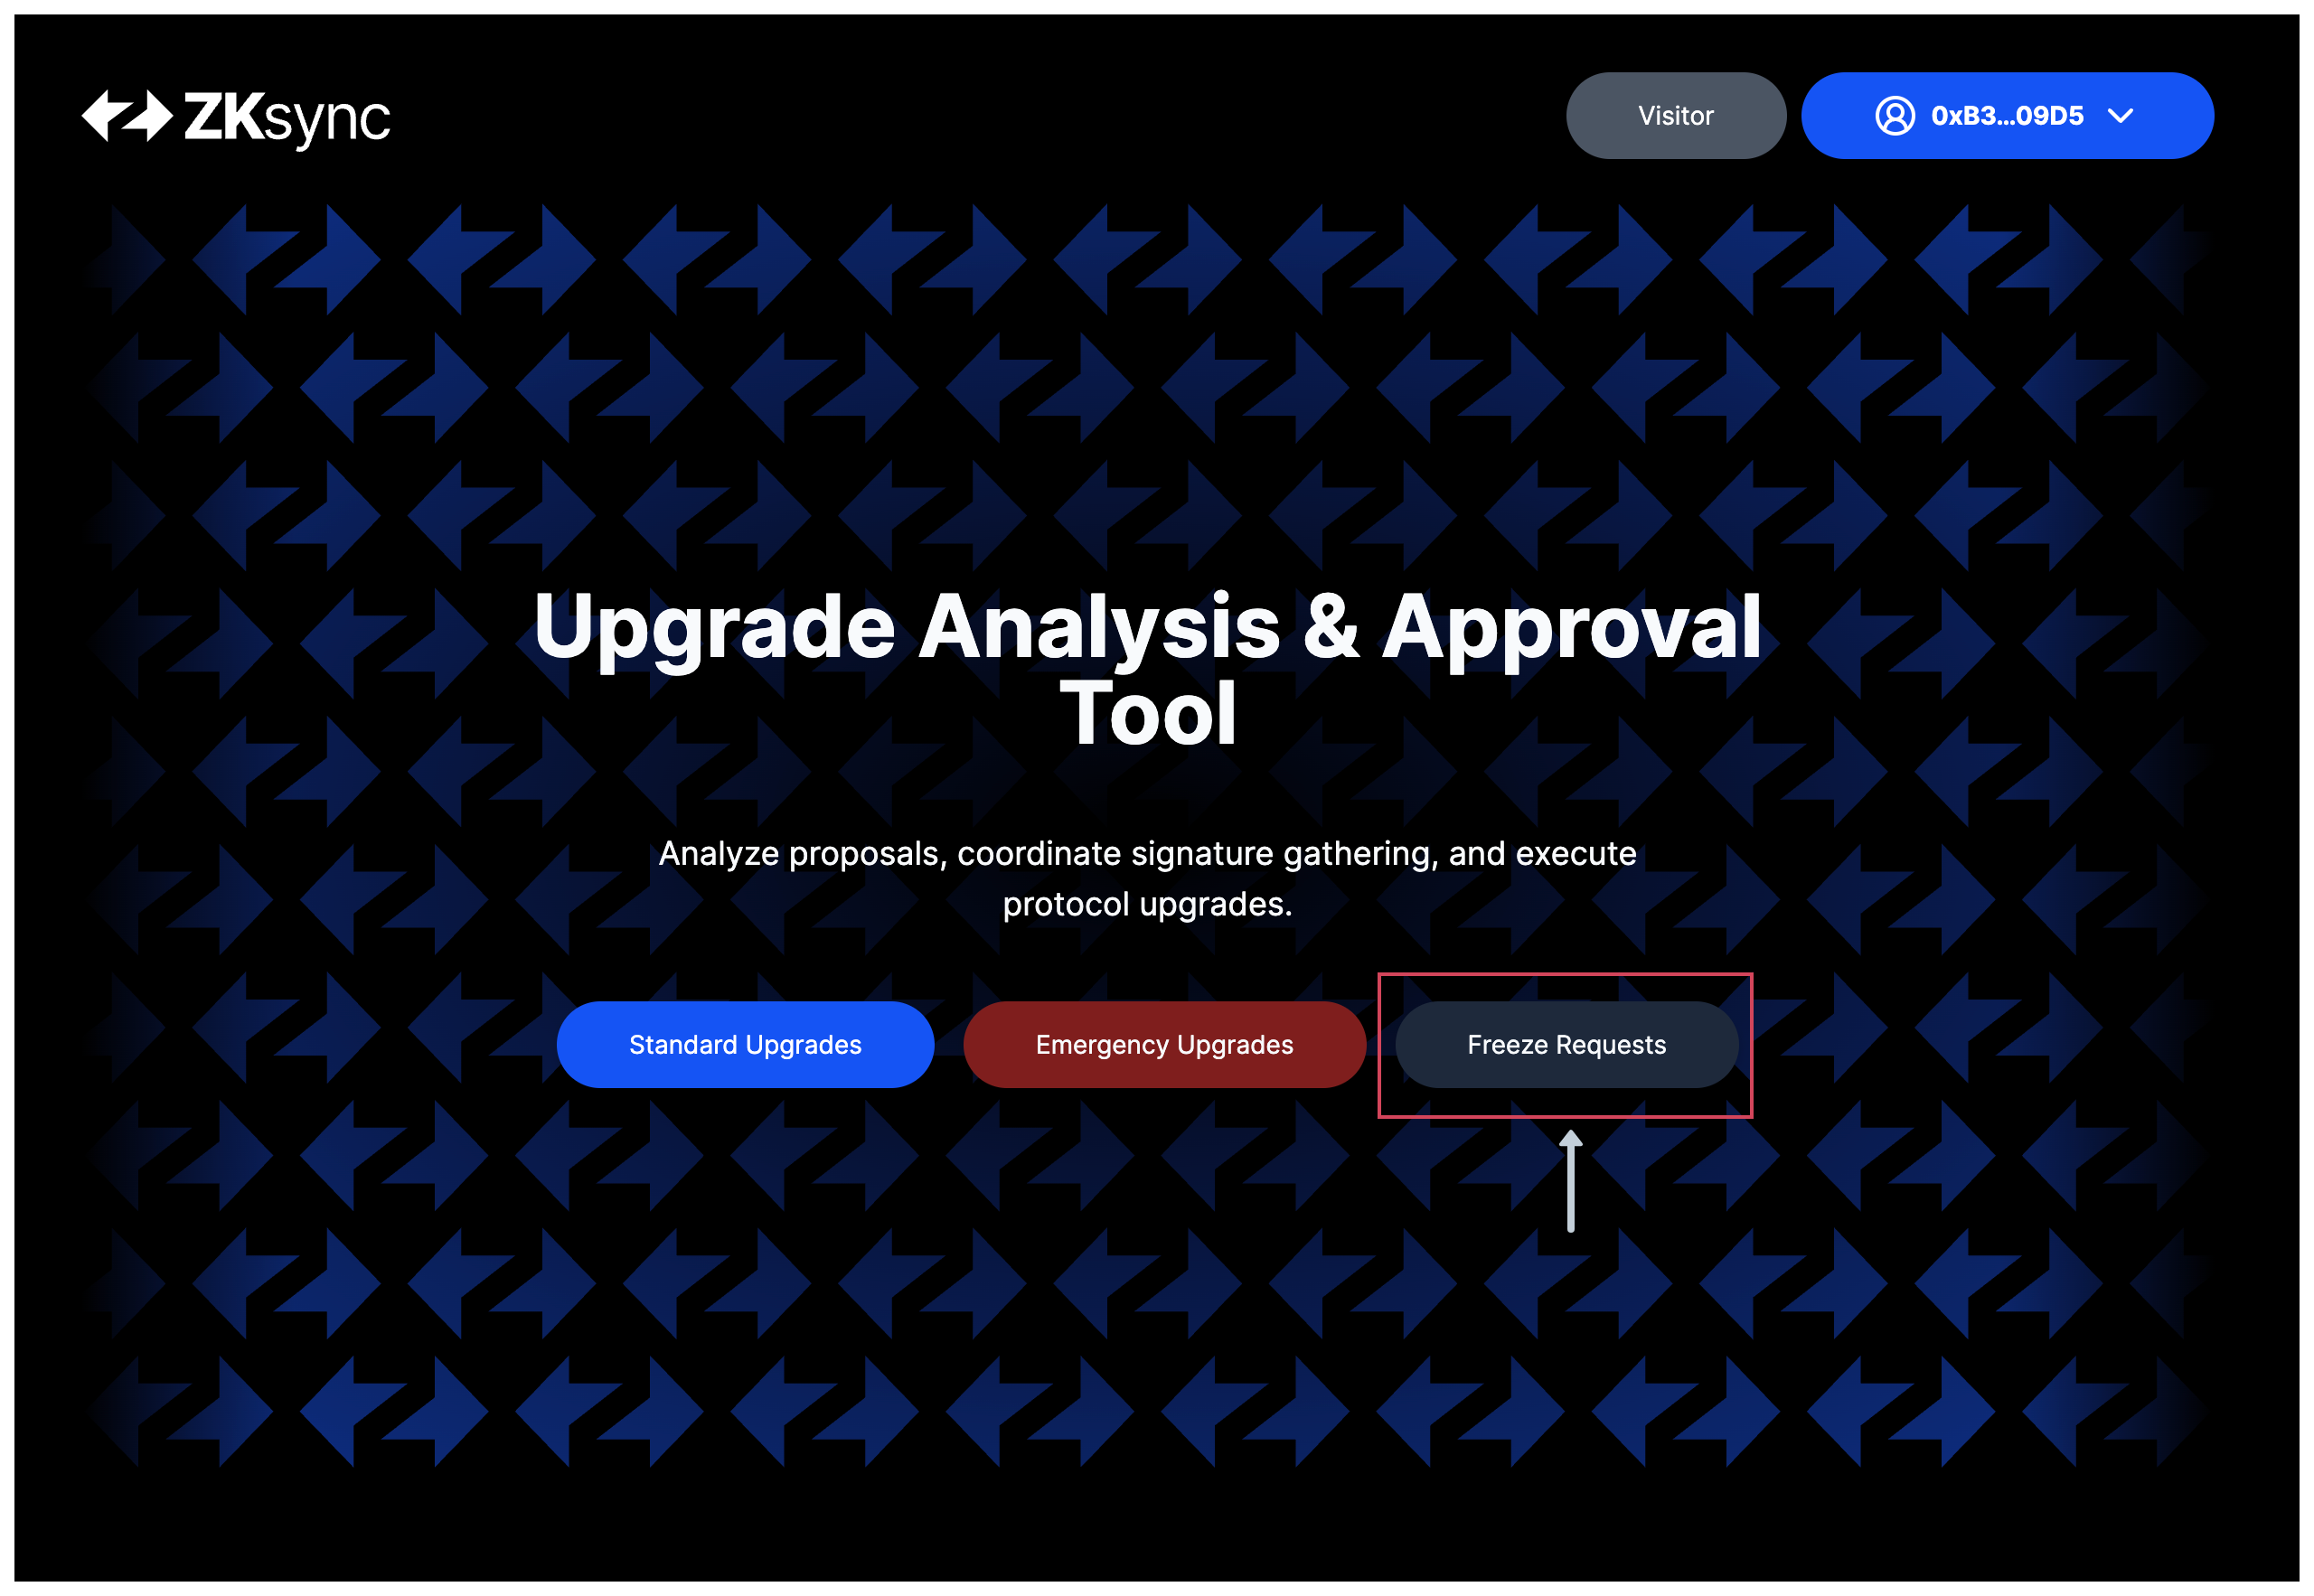 ZKsync
Visitor
0xB3...09D5
Upgrade Analysis & Approval
Tool
Analyze proposals, coordinate signature gathering, and execute
protocol upgrades.
Standard Upgrades
Emergency Upgrades
Freeze Requests